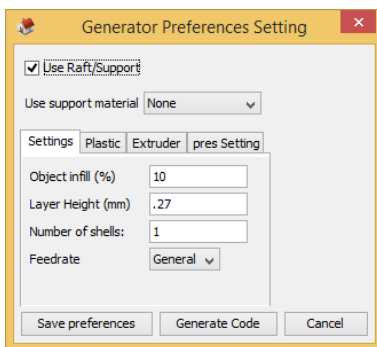 Generator Preferences Setting
Use Raft/Support
Use support material None
Settings Plastic Extruder pres Setting
Object infill (%) 10
Layer Height (mm) .27
Number of shells: 1
Feedrate General
Save preferences Generate Code Cancel